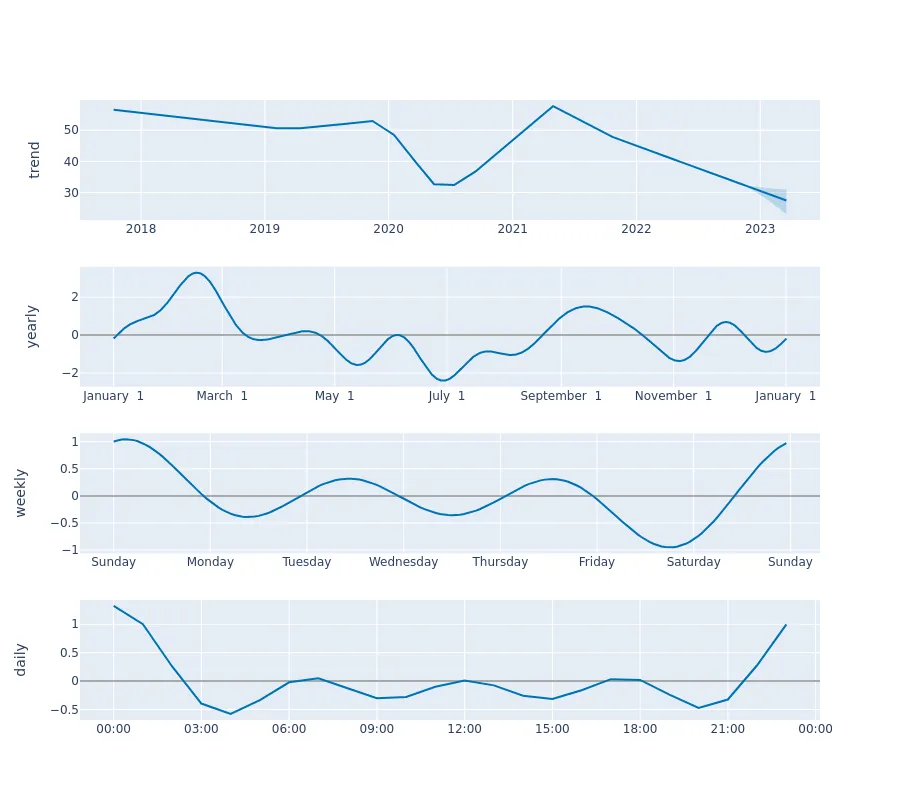 trend
50
40
30
2018 2019 2020 2021 2022 2023
yearly
2
0
−2
January 1 March 1 May 1 July 1 September 1 November 1 January 1
weekly
1
0.5
0
−0.5
−1
Sunday Monday Tuesday Wednesday Thursday Friday Saturday Sunday
daily
1
0.5
0
−0.5
00:00 03:00 06:00 09:00 12:00 15:00 18:00 21:00 00:00